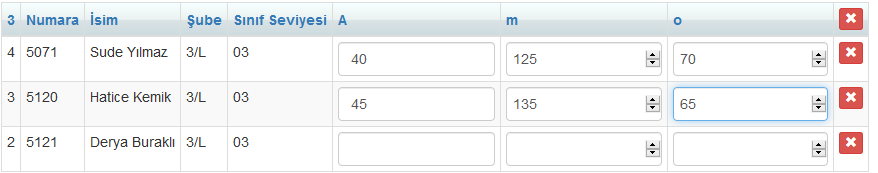 3 Numara İsim Şube Sınıf Seviyesi A m o
4 5071 Sude Yılmaz 3/L 03 40 125 70
3 5120 Hatice Kemik 3/L 03 45 135 65
2 5121 Derya Buraklı 3/L 03